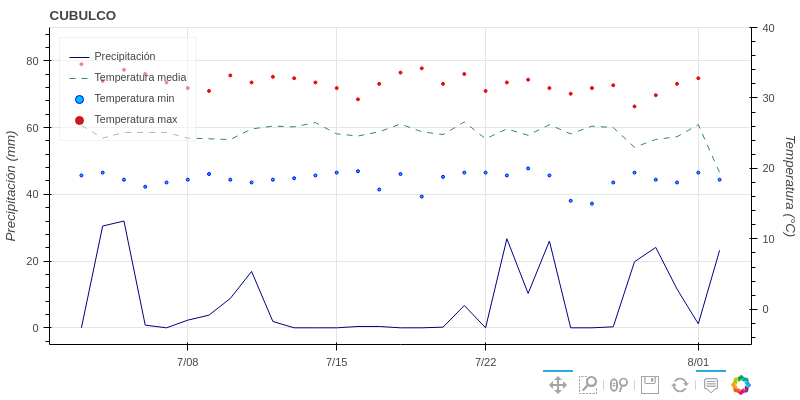 CUBULCO
Precipitación
Temperatura media
Temperatura min
Temperatura max
Precipitación (mm)
80
60
40
20
0
Temperatura (°C)
40
30
20
10
0
7/08
7/15
7/22
8/01